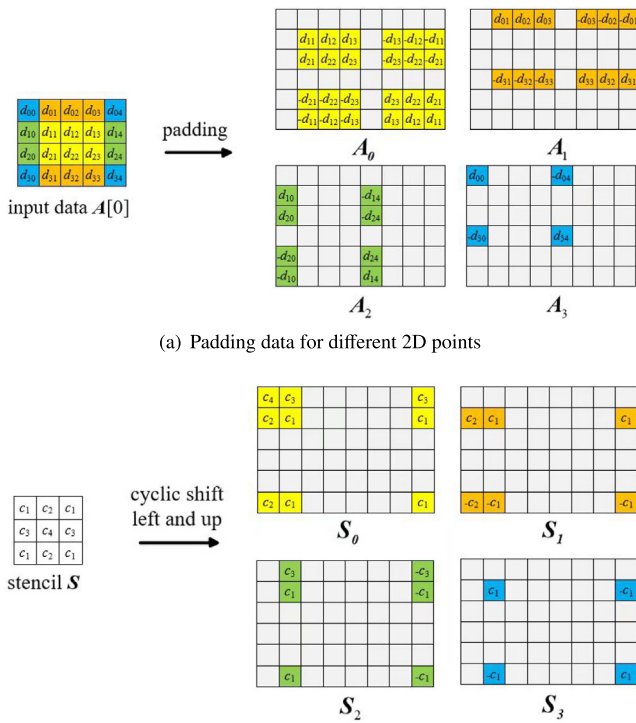 d11 d12 d13 -d13 -d12 -d11
d21 d22 d23 -d23 -d22 -d21
-d21 -d22 -d23 d23 d22 d21
-d11 -d12 -d13 d13 d12 d11
A0
d01 d02 d03 -d03 -d02 -d01
-d31 -d32 -d33 d33 d32 d31
A1
d00 d01 d02 d03 d04
d10 d11 d12 d13 d14
d20 d21 d22 d23 d24
d30 d31 d32 d33 d34
input data A[0]
padding
d10 -d14
d20 -d24
-d20 d24
-d10 d14
A2
d00 -d04
-d30 d34
A3
(a) Padding data for different 2D points
c1 c2 c1
c3 c4 c3
c1 c2 c1
stencil S
cyclic shift
left and up
c4 c3 c3
c2 c1 c1
c2 c1 c1
S0
c2 c1 c1
-c2 -c1 -c1
S1
c3 -c3
c1 -c1
c1 -c1
S2
c1 -c1
-c1 c1
S3